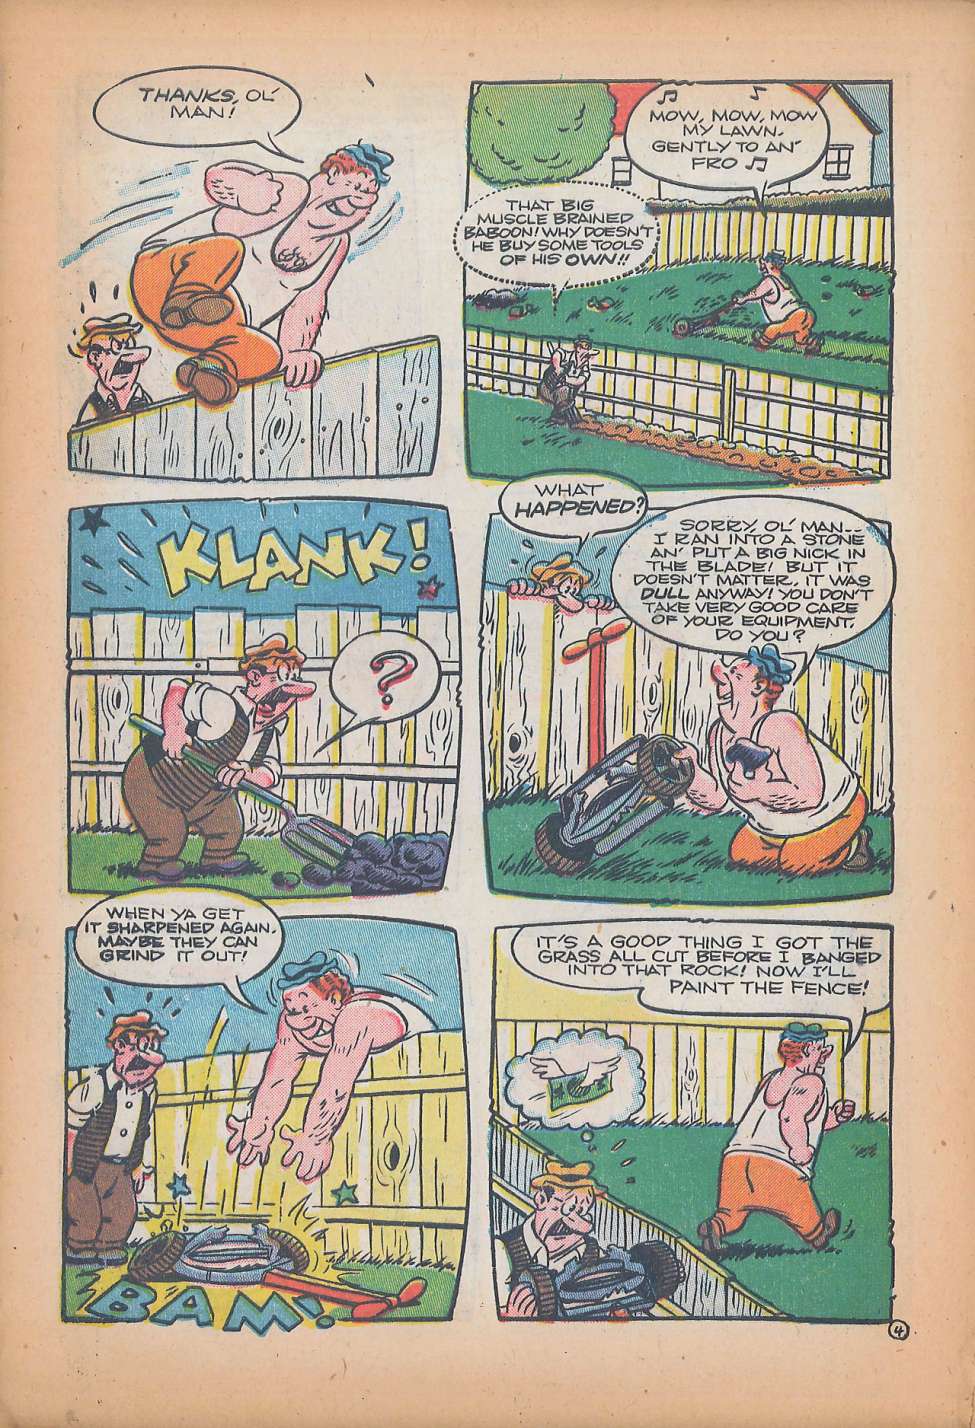 THANKS, OL'
MAN!
♫ ♪
MOW, MOW, MOW
MY LAWN.
GENTLY TO AN'
FRO ♫
THAT BIG
MUSCLE BRAINED
BABOON! WHY DOESN'T
HE BUY SOME TOOLS
OF HIS OWN!!
KLANK!
?
WHAT
HAPPENED?
SORRY, OL' MAN--
I RAN INTO A STONE
AN' PUT A BIG NICK IN
THE BLADE! BUT IT
DOESN'T MATTER, IT WAS
DULL ANYWAY! YOU DON'T
TAKE VERY GOOD CARE
OF YOUR EQUIPMENT,
DO YOU?
WHEN YA GET
IT SHARPENED AGAIN,
MAYBE THEY CAN
GRIND IT OUT!
BAM!
IT'S A GOOD THING I GOT THE
GRASS ALL CUT BEFORE I BANGED
INTO THAT ROCK! NOW I'LL
PAINT THE FENCE!
4